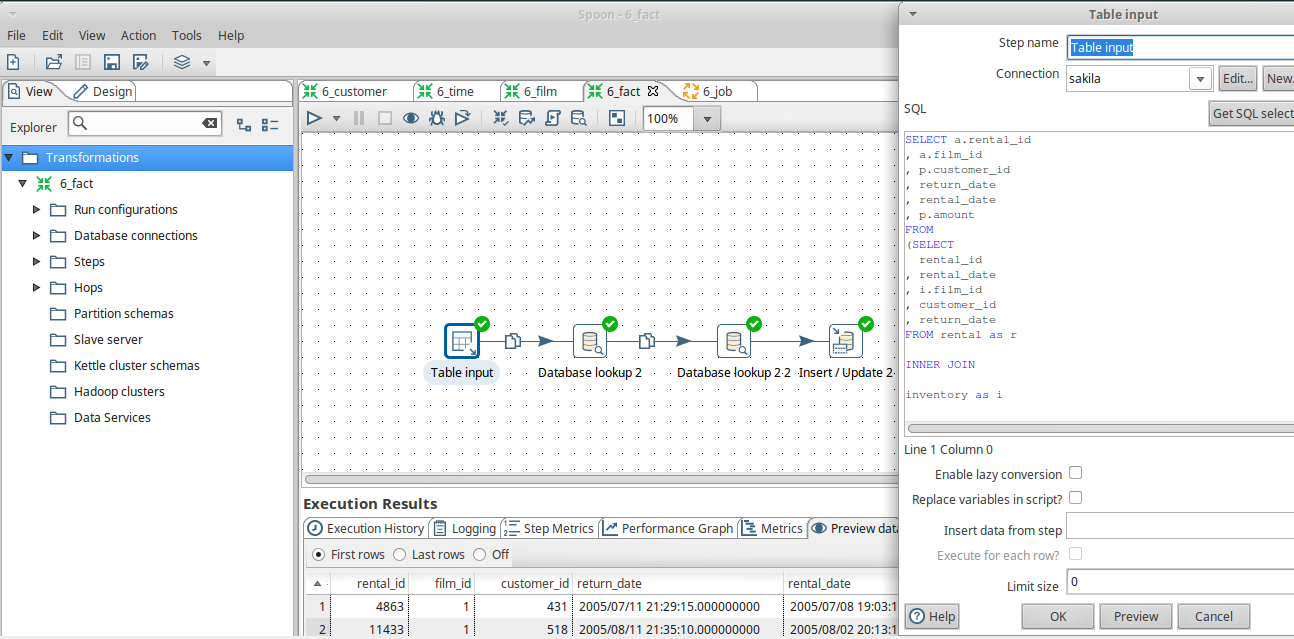 Spoon - 6_fact
File Edit View Action Tools Help
View Design
Explorer
Transformations
6_fact
Run configurations
Database connections
Steps
Hops
Partition schemas
Slave server
Kettle cluster schemas
Hadoop clusters
Data Services
6_customer 6_time 6_film 6_fact 6_job
100%
Table input Database lookup 2 Database lookup 2 2 Insert / Update 2
Execution Results
Execution History Logging Step Metrics Performance Graph Metrics Preview data
First rows Last rows Off
rental_id film_id customer_id return_date rental_date
1 4863 1 431 2005/07/11 21:29:15.000000000 2005/07/08 19:03:1
2 11433 1 518 2005/08/11 21:35:10.000000000 2005/08/02 20:13:1
Table input
Step name Table input
Connection sakila Edit... New.
SQL Get SQL select
SELECT a.rental_id
, a.film_id
, p.customer_id
, return_date
, rental_date
, p.amount
FROM
(SELECT
rental_id
, rental_date
, i.film_id
, customer_id
, return_date
FROM rental as r
INNER JOIN
inventory as i
Line 1 Column 0
Enable lazy conversion
Replace variables in script?
Insert data from step
Execute for each row?
Limit size 0
Help OK Preview Cancel